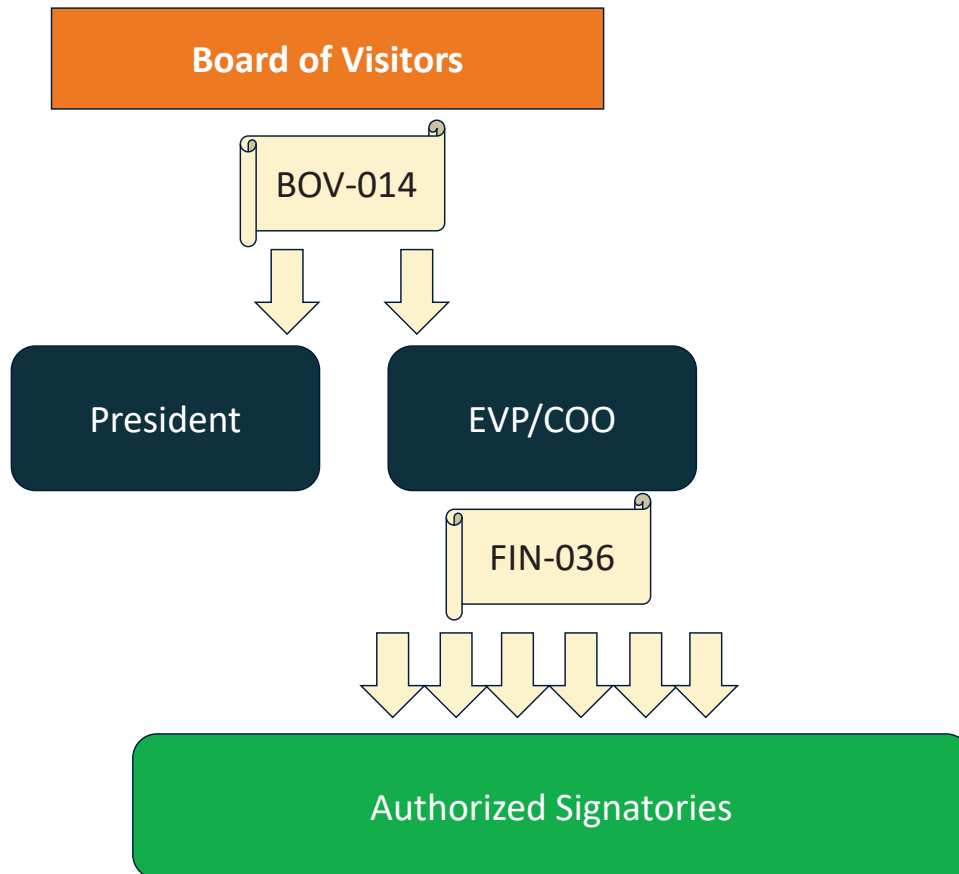 Board of Visitors
BOV-014
President
EVP/COO
FIN-036
Authorized Signatories